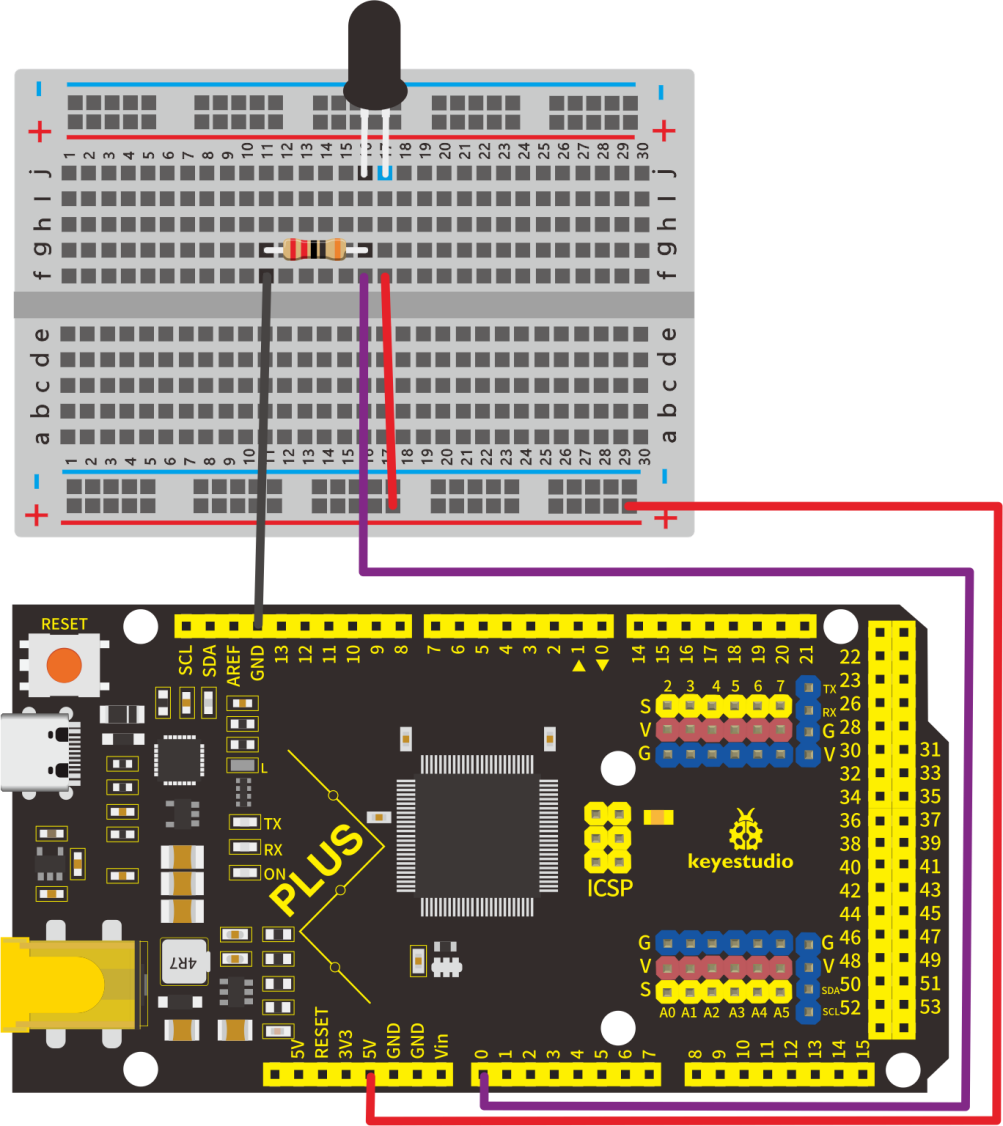 - -
+ +
1 2 3 4 5 6 7 8 9 10 11 12 13 14 15 16 17 18 19 20 21 22 23 24 25 26 27 28 29 30
j j
I I
h h
g g
f f
e e
d d
c c
b b
a a
1 2 3 4 5 6 7 8 9 10 11 12 13 14 15 16 17 18 19 20 21 22 23 24 25 26 27 28 29 30
- -
+ +
RESET
SCL SDA AREF GND 13 12 11 10 9 8
7 6 5 4 3 2 1 0
14 15 16 17 18 19 20 21
22
23
26
28
30 31
32 33
34 35
36 37
38 39
40 41
42 43
44 45
46 47
48 49
50 51
52 53
2 3 4 5 6 7
S
V
G
TX
RX
G
V
L
TX
RX
ON
PLUS
ICSP
keyestudio
4R7
G
V
S
A0 A1 A2 A3 A4 A5
G
V
SDA
SCL
5V RESET 3V3 5V GND GND Vin
0 1 2 3 4 5 6 7
8 9 10 11 12 13 14 15